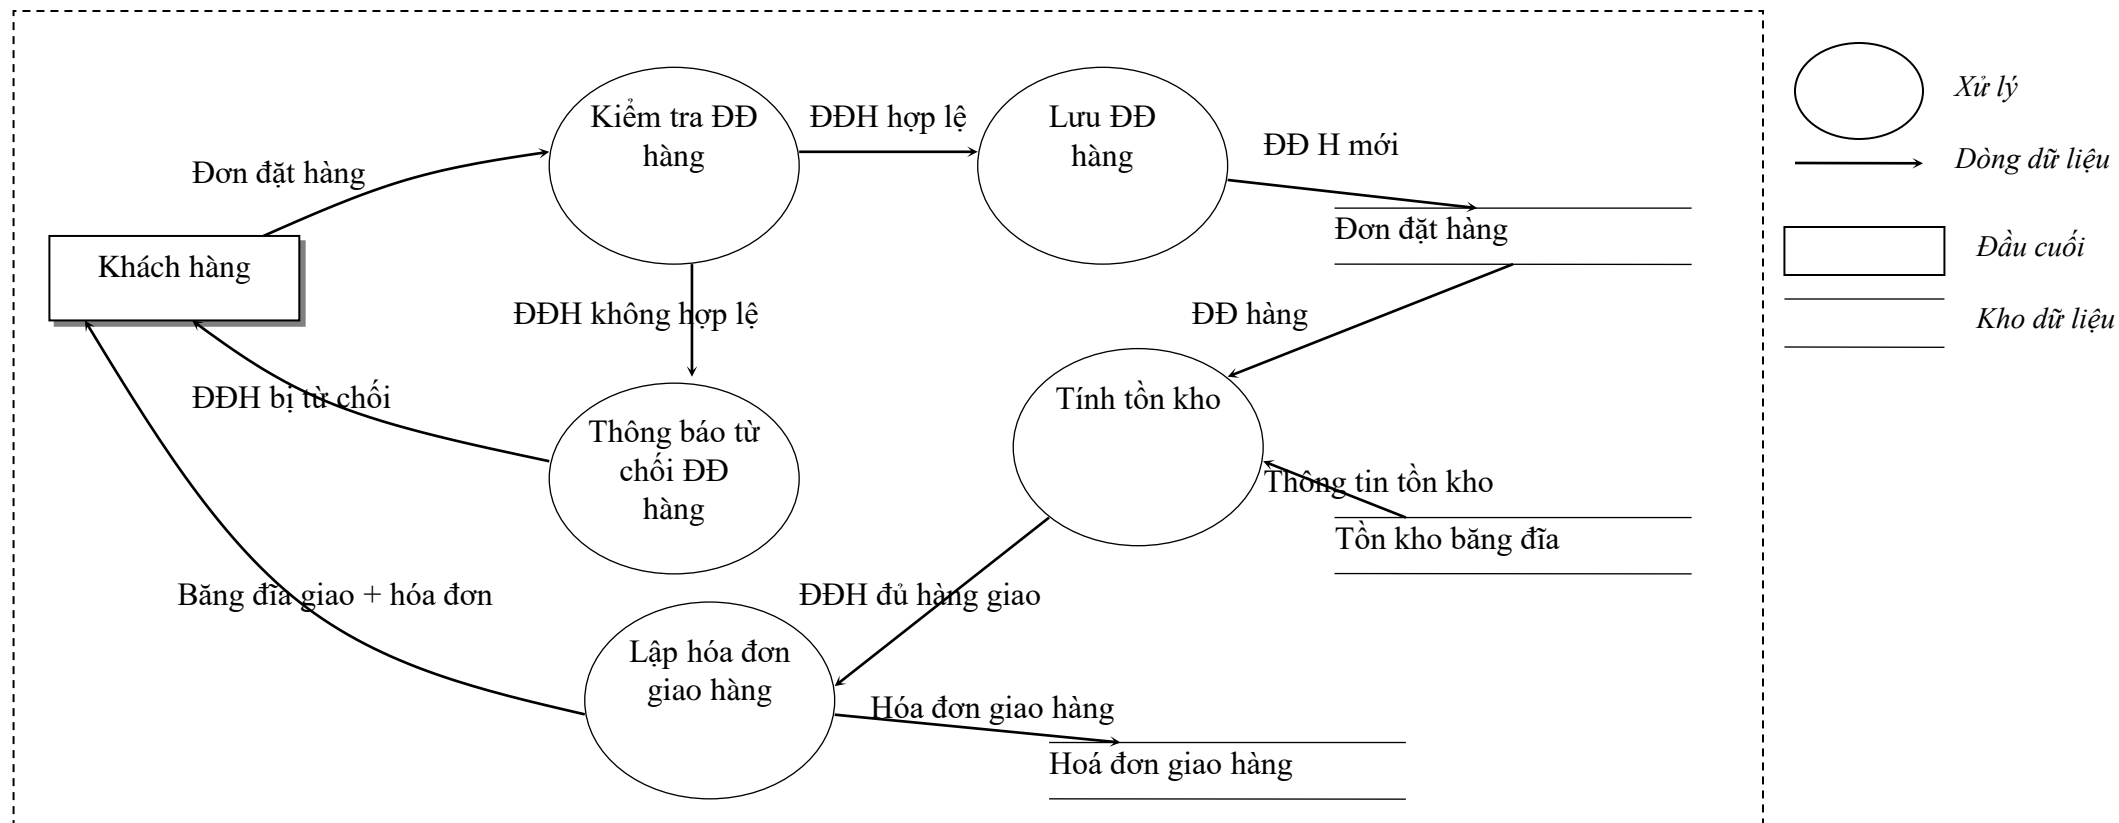 Kiểm tra ĐĐ
hàng
ĐĐH hợp lệ
Lưu ĐĐ
hàng
ĐĐ H mới
Đơn đặt hàng
Khách hàng
Đơn đặt hàng
ĐĐH không hợp lệ
ĐĐ hàng
ĐĐH bị từ chối
Thông báo từ
chối ĐĐ
hàng
Tính tồn kho
Thông tin tồn kho
Tồn kho băng đĩa
Băng đĩa giao + hóa đơn
ĐĐH đủ hàng giao
Lập hóa đơn
giao hàng
Hóa đơn giao hàng
Hoá đơn giao hàng
Xử lý
Dòng dữ liệu
Đầu cuối
Kho dữ liệu